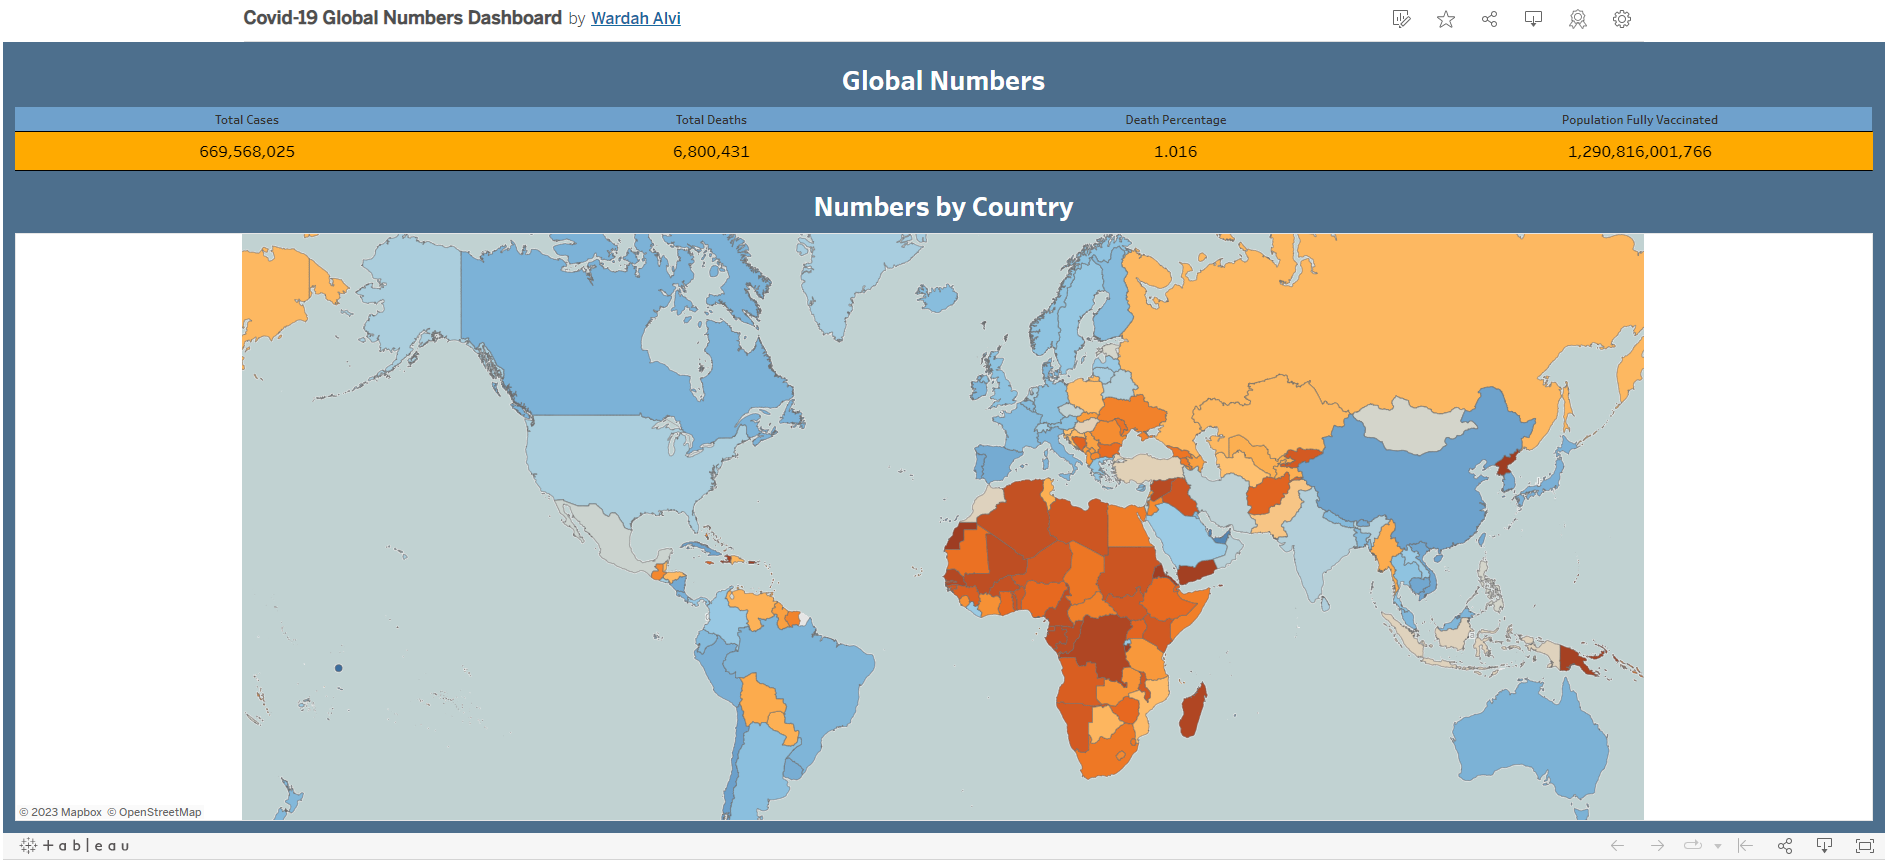 Covid-19 Global Numbers Dashboard by Wardah Alvi
Global Numbers
Total Cases Total Deaths Death Percentage Population Fully Vaccinated
669,568,025 6,800,431 1.016 1,290,816,001,766
Numbers by Country
© 2023 Mapbox © OpenStreetMap
+ableau